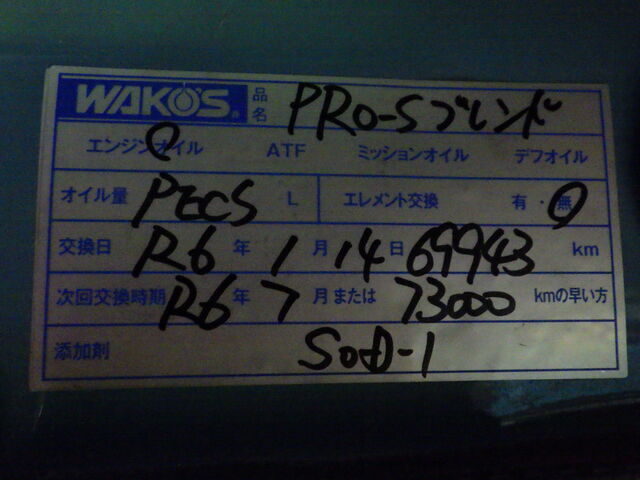 WAKO'S® 品名 PRO-Sブレンド
エンジンオイル ATF ミッションオイル デフオイル
オイル量 PECS L エレメント交換 有・無
交換日 R6 年 1 月 14 日 69943 km
次回交換時期 R6 年 7 月または 73000 kmの早い方
添加剤 SOD-1